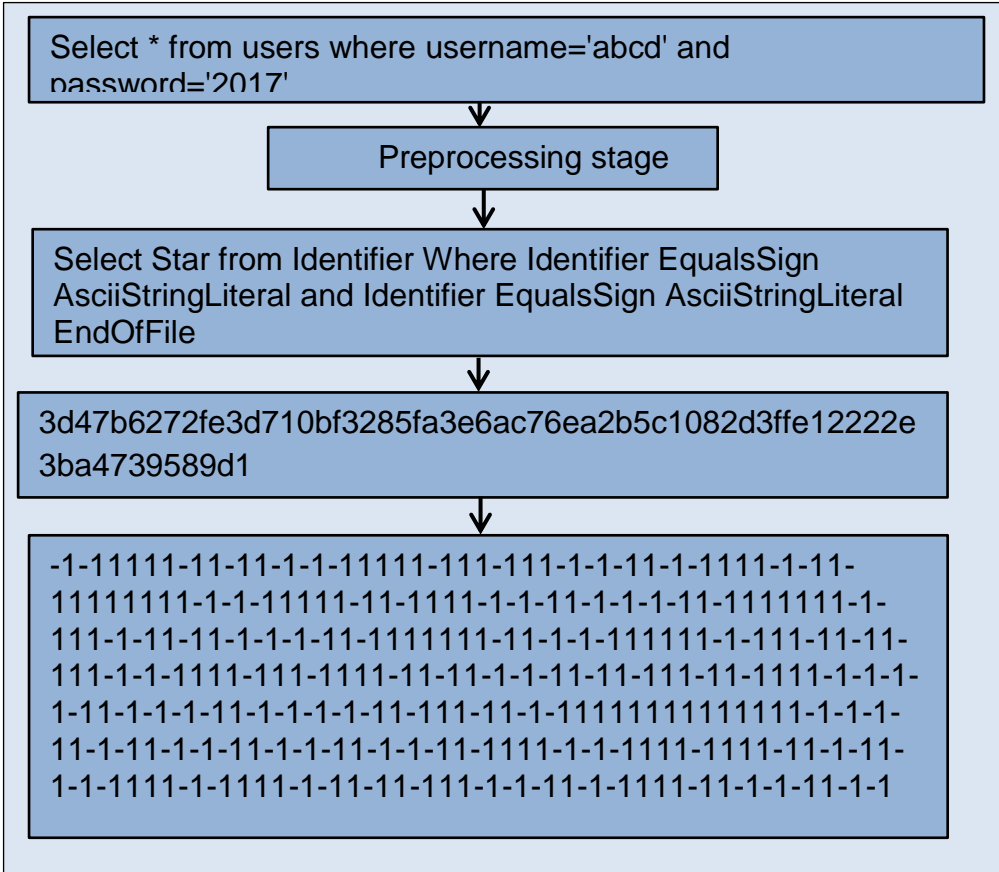 Select * from users where username='abcd' and
password='2017'
Preprocessing stage
Select Star from Identifier Where Identifier EqualsSign
AsciiStringLiteral and Identifier EqualsSign AsciiStringLiteral
EndOfFile
3d47b6272fe3d710bf3285fa3e6ac76ea2b5c1082d3ffe12222e
3ba4739589d1
-1-11111-11-11-1-1-11111-111-111-1-1-11-1-1111-1-11-
11111111-1-1-11111-11-1111-1-1-11-1-1-1-11-1111111-1-
111-1-11-11-1-1-1-11-1111111-11-1-1-111111-1-111-11-11-
111-1-1-1111-111-1111-11-11-1-1-11-11-111-11-1111-1-1-1-
1-11-1-1-1-11-1-1-1-1-11-111-11-1-11111111111111-1-1-1-
11-1-11-1-1-11-1-1-11-1-1-11-1111-1-1-1111-1111-11-1-11-
1-1-1111-1-1111-1-11-11-111-1-1-11-1-1111-11-1-1-11-1-1